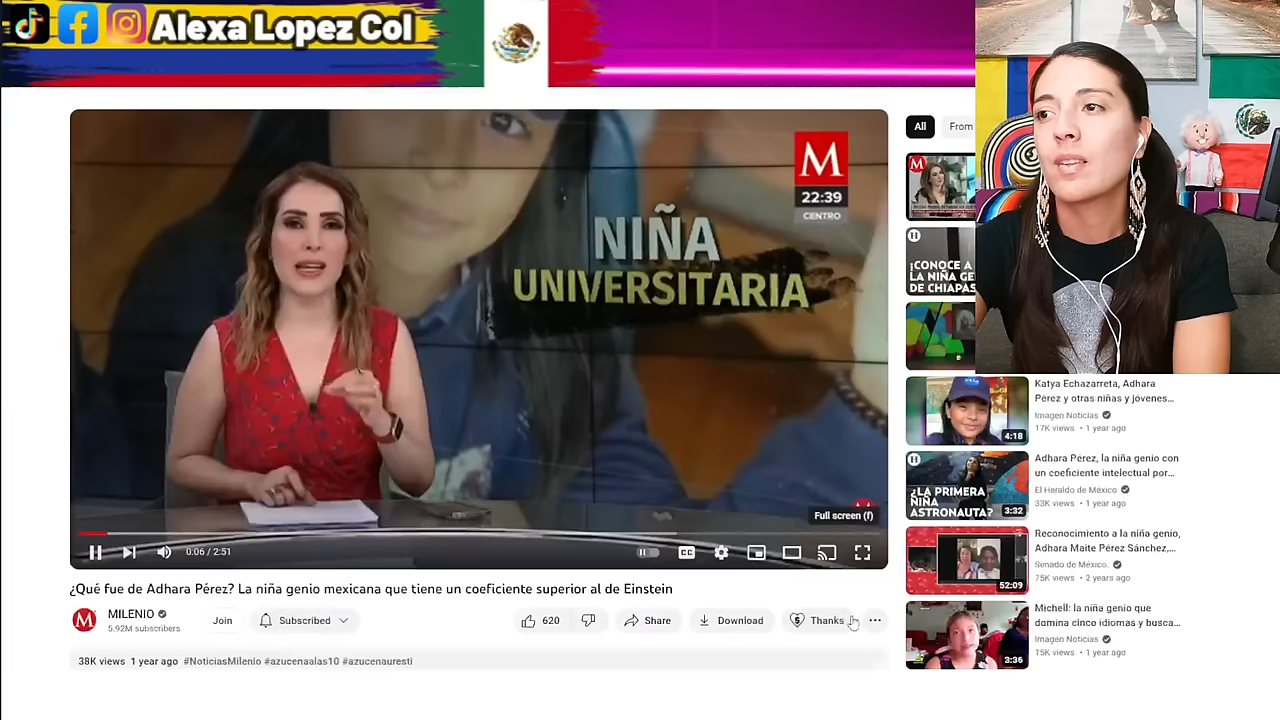 Alexa Lopez Col
M
22:39
CENTRO
NIÑA
UNIVERSITARIA
Full screen (f)
0:06 / 2:51
CC
¿Qué fue de Adhara Pérez? La niña genio mexicana que tiene un coeficiente superior al de Einstein
MILENIO
5.92M subscribers
Join
Subscribed
620
Share
Download
Thanks
38K views 1 year ago #NoticiasMilenio #azucenaalas10 #azucenauresti
All
From
M
H
¡CONOCE A
LA NIÑA GE
DE CHIAPAS
4:18
Katya Echazarreta, Adhara
Pérez y otras niñas y jóvenes...
Imagen Noticias
17K views • 1 year ago
H
¿LA PRIMERA
NIÑA
ASTRONAUTA?
3:32
Adhara Pérez, la niña genio con
un coeficiente intelectual por...
El Heraldo de México
33K views • 1 year ago
52:09
Reconocimiento a la niña genio,
Adhara Maite Pérez Sánchez,...
Senado de México.
75K views • 2 years ago
3:36
Michell: la niña genio que
domina cinco idiomas y busca...
Imagen Noticias
15K views • 1 year ago